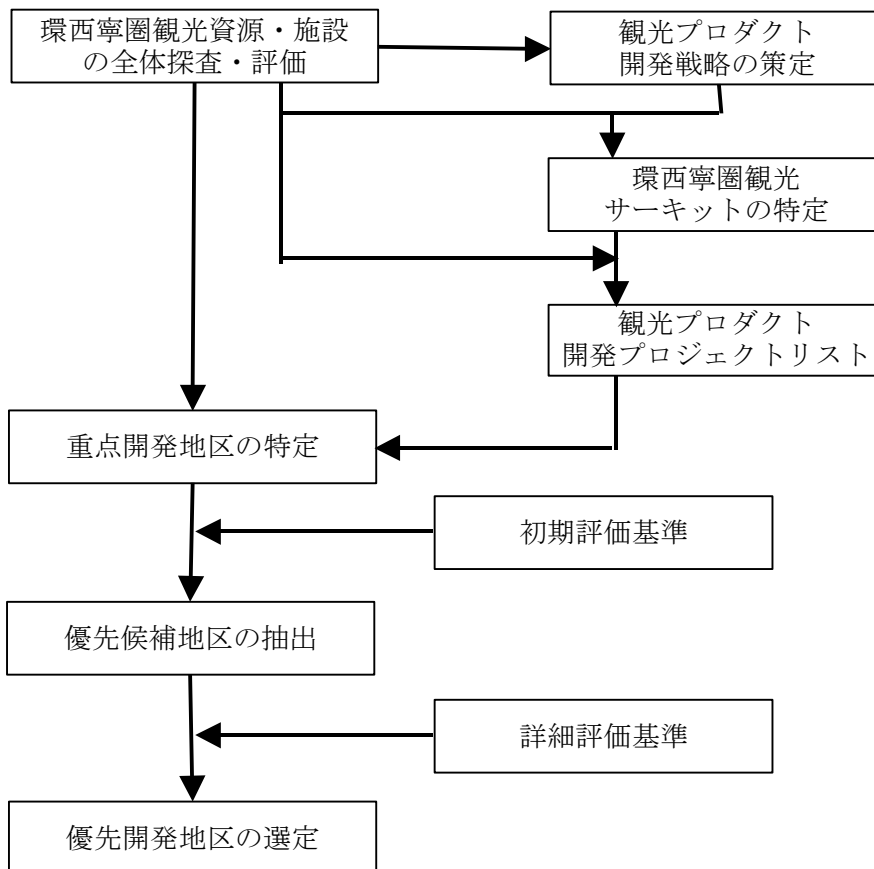 環西寧圏観光資源・施設
の全体探査・評価
観光プロダクト
開発戦略の策定
環西寧圏観光
サーキットの特定
観光プロダクト
開発プロジェクトリスト
重点開発地区の特定
初期評価基準
優先候補地区の抽出
詳細評価基準
優先開発地区の選定